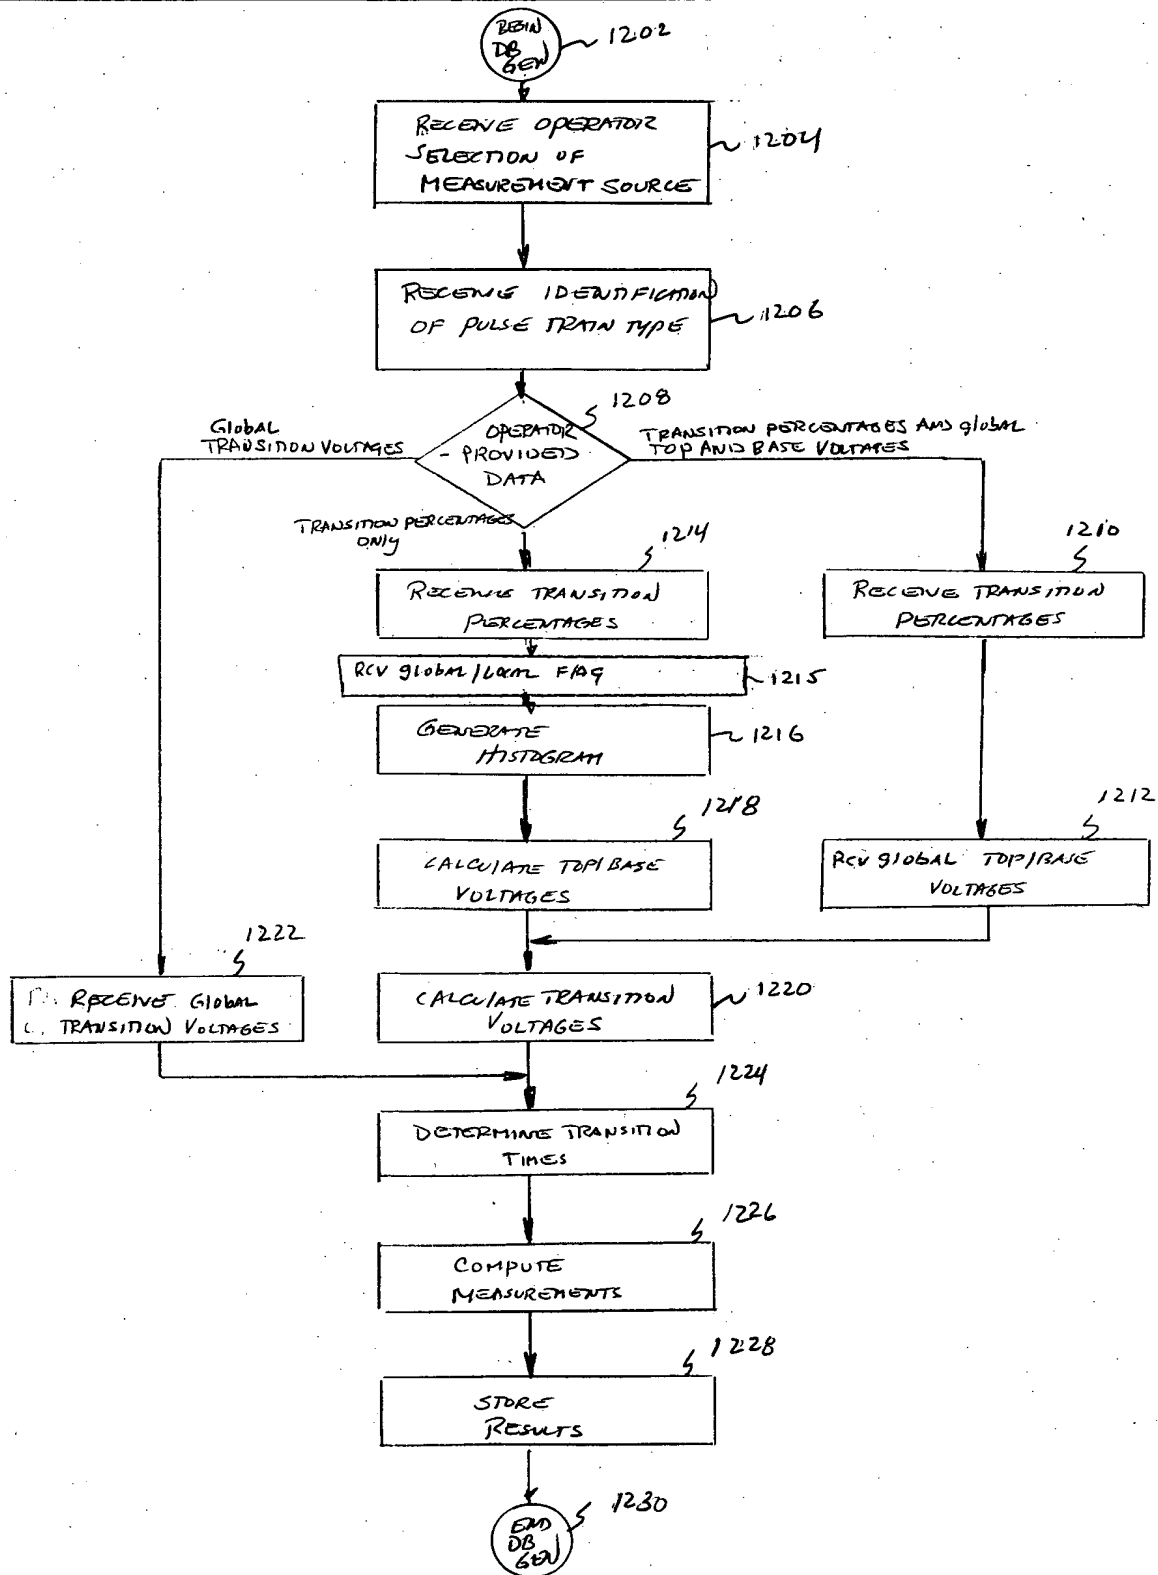 BEGIN
DB
GEN
1202
RECEIVE OPERATOR
SELECTION OF
MEASUREMENT SOURCE
1204
RECEIVE IDENTIFICATION
OF PULSE TRAIN TYPE
1206
1208
OPERATOR
- PROVIDED
DATA
Global
TRANSITION VOLTAGES
TRANSITION PERCENTAGES AND global
TOP AND BASE VOLTAGES
TRANSITION PERCENTAGES
ONLY
1214
RECEIVE TRANSITION
PERCENTAGES
1210
RECEIVE TRANSITION
PERCENTAGES
RCV global/Local FlAG
1215
GENERATE
HISTOGRAM
1216
1218
CALCULATE TOP/BASE
VOLTAGES
1212
RCV global TOP/BASE
VOLTAGES
1222
RECEIVE Global
TRANSITION VOLTAGES
CALCULATE TRANSITION
VOLTAGES
1220
1224
DETERMINE TRANSITION
TIMES
1226
COMPUTE
MEASUREMENTS
1228
STORE
RESULTS
END
DB
GEN
1230